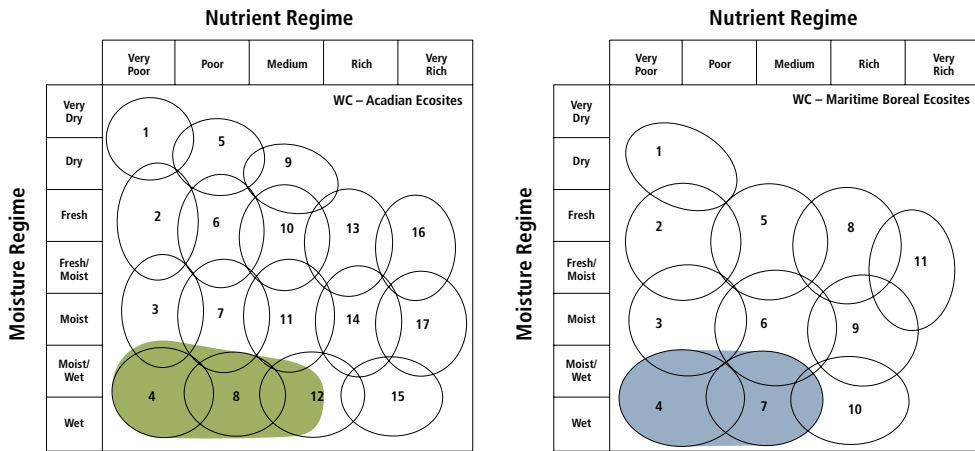 Nutrient Regime
Very
Poor
Poor
Medium
Rich
Very
Rich
WC – Acadian Ecosites
Moisture Regime
Very
Dry
Dry
Fresh
Fresh/
Moist
Moist
Moist/
Wet
Wet
1
5
9
2
6
10
13
16
3
7
11
14
17
4
8
12
15
Nutrient Regime
Very
Poor
Poor
Medium
Rich
Very
Rich
WC – Maritime Boreal Ecosites
Moisture Regime
Very
Dry
Dry
Fresh
Fresh/
Moist
Moist
Moist/
Wet
Wet
1
2
5
8
11
3
6
9
4
7
10